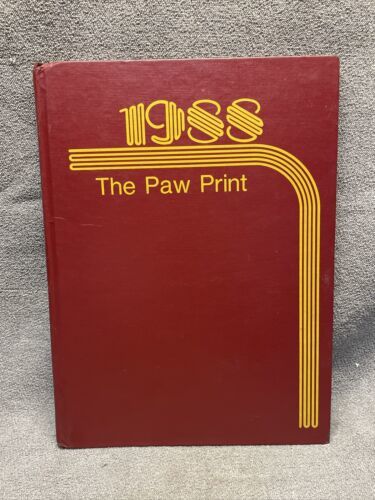 1988
The Paw Print